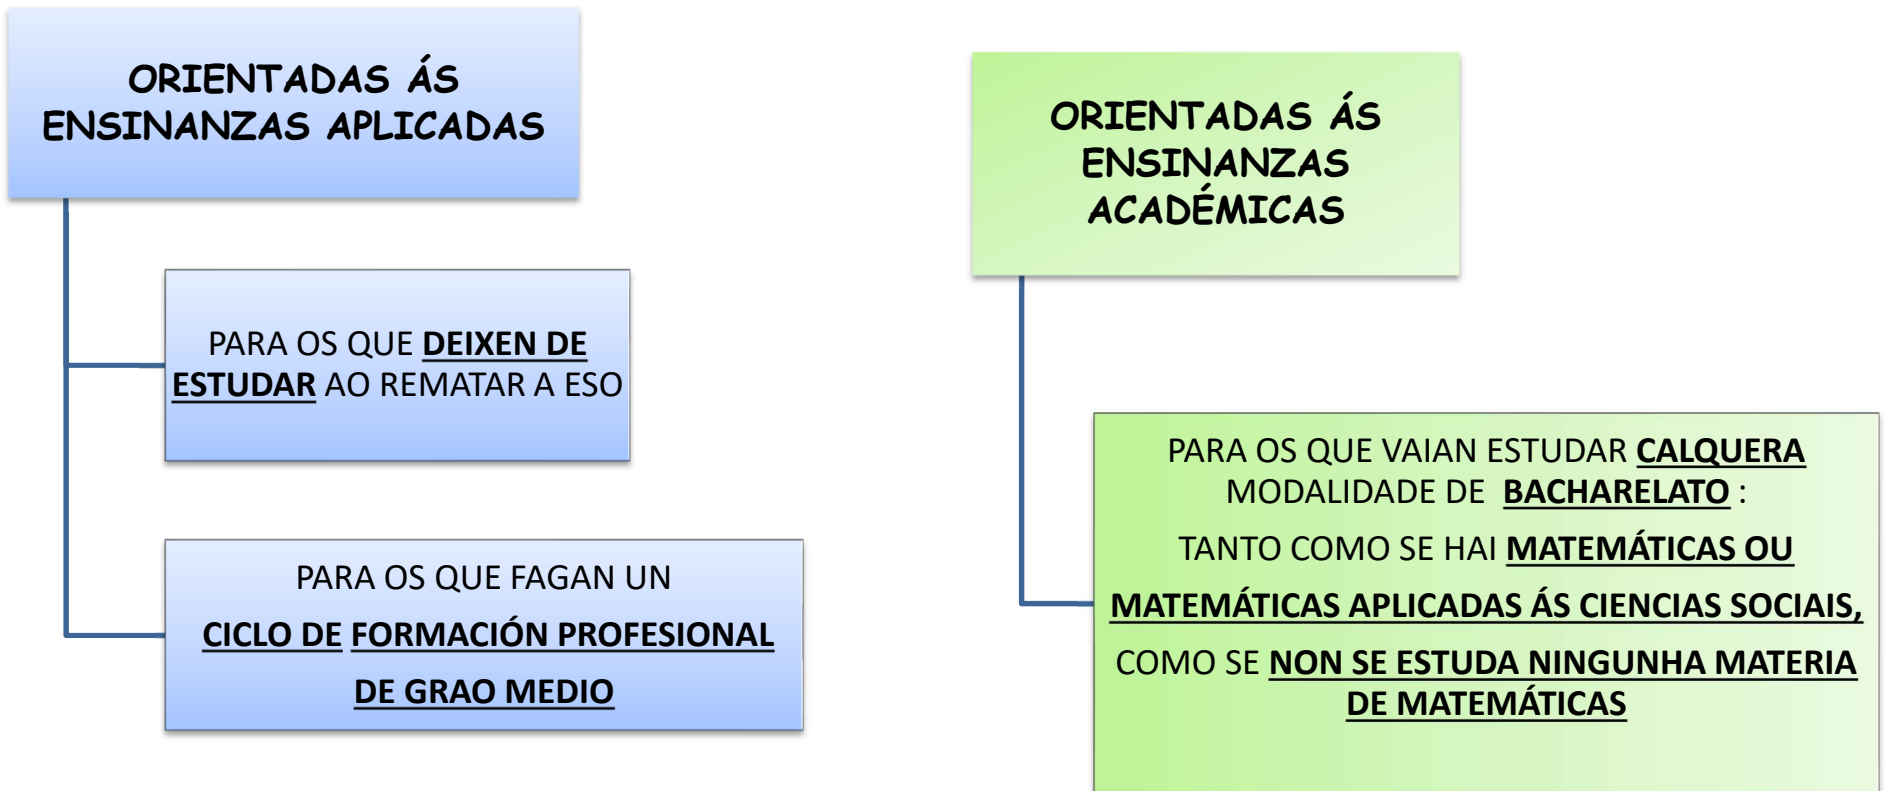 ORIENTADAS ÁS
ENSINANZAS APLICADAS
PARA OS QUE DEIXEN DE
ESTUDAR AO REMATAR A ESO
PARA OS QUE FAGAN UN
CICLO DE FORMACIÓN PROFESIONAL
DE GRAO MEDIO
ORIENTADAS ÁS
ENSINANZAS
ACADÉMICAS
PARA OS QUE VAIAN ESTUDAR CALQUERA
MODALIDADE DE BACHARELATO :
TANTO COMO SE HAI MATEMÁTICAS OU
MATEMÁTICAS APLICADAS ÁS CIENCIAS SOCIAIS,
COMO SE NON SE ESTUDA NINGUNHA MATERIA
DE MATEMÁTICAS